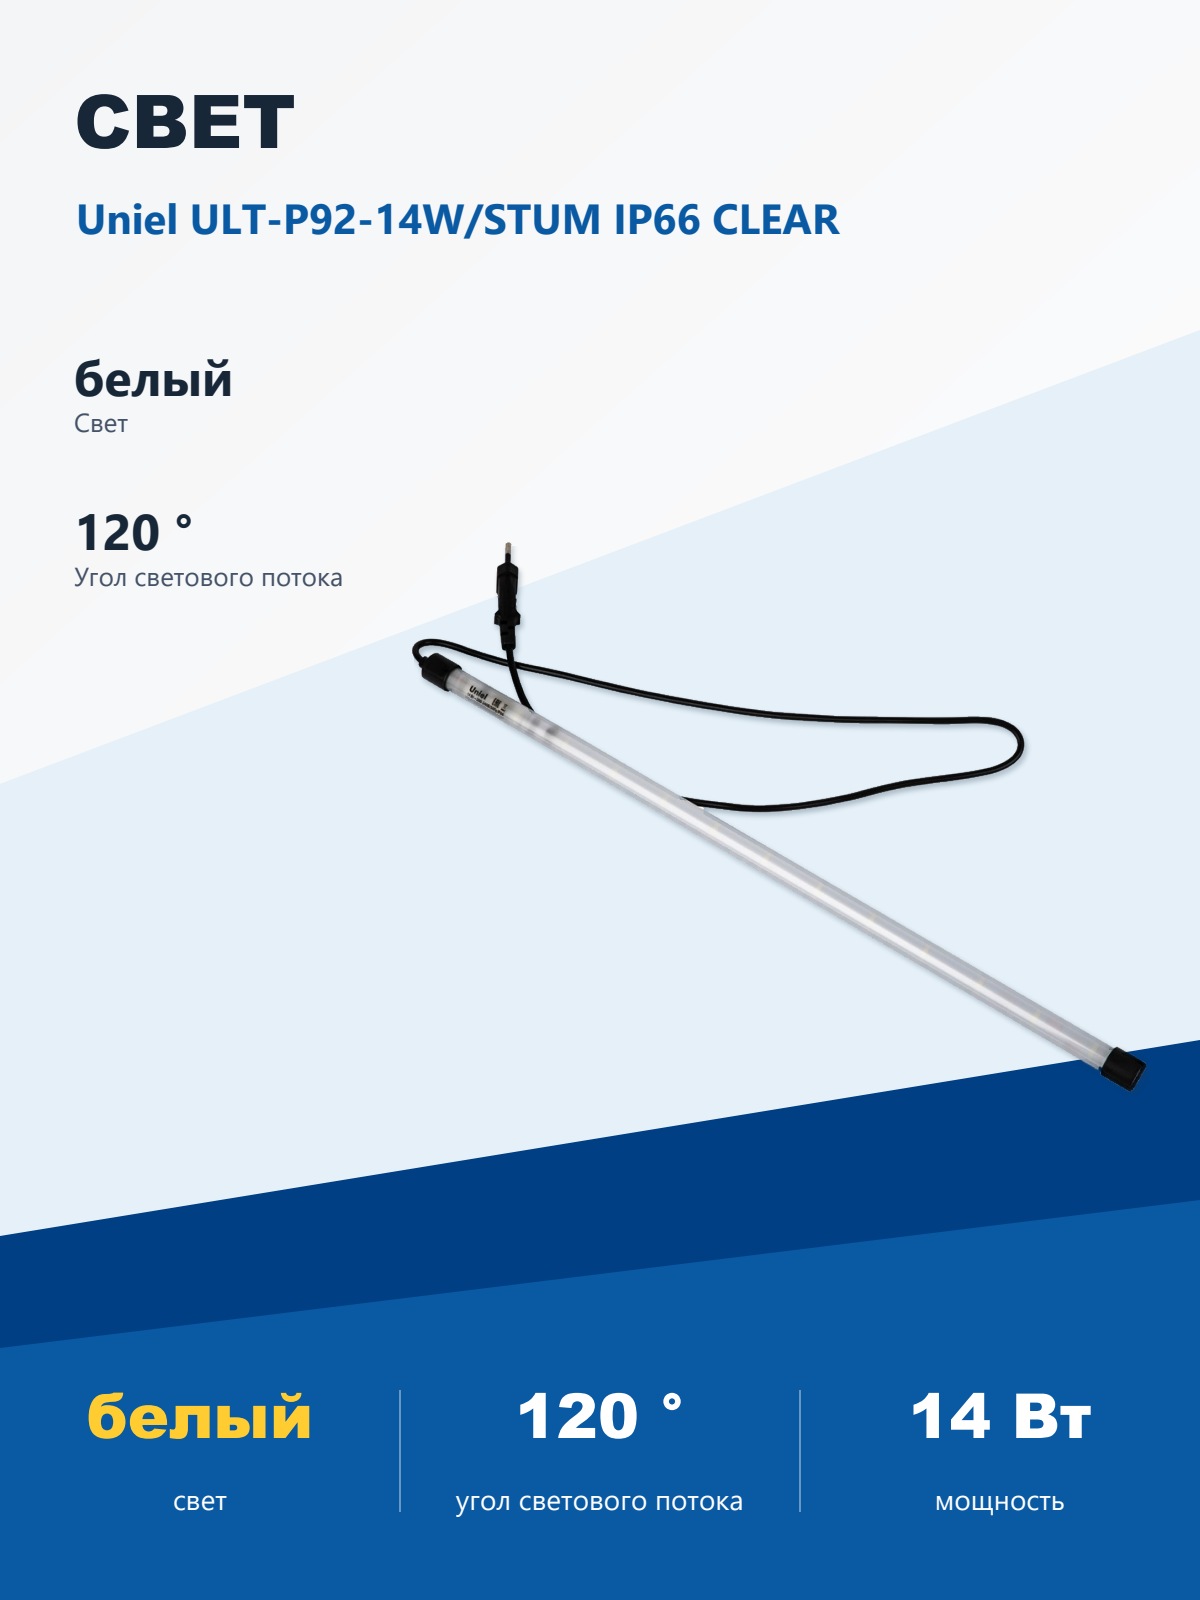 СВЕТ
Uniel ULT-P92-14W/STUM IP66 CLEAR
белый
Свет
120 °
Угол светового потока
Uniel
белый
свет
120 °
угол светового потока
14 Вт
мощность